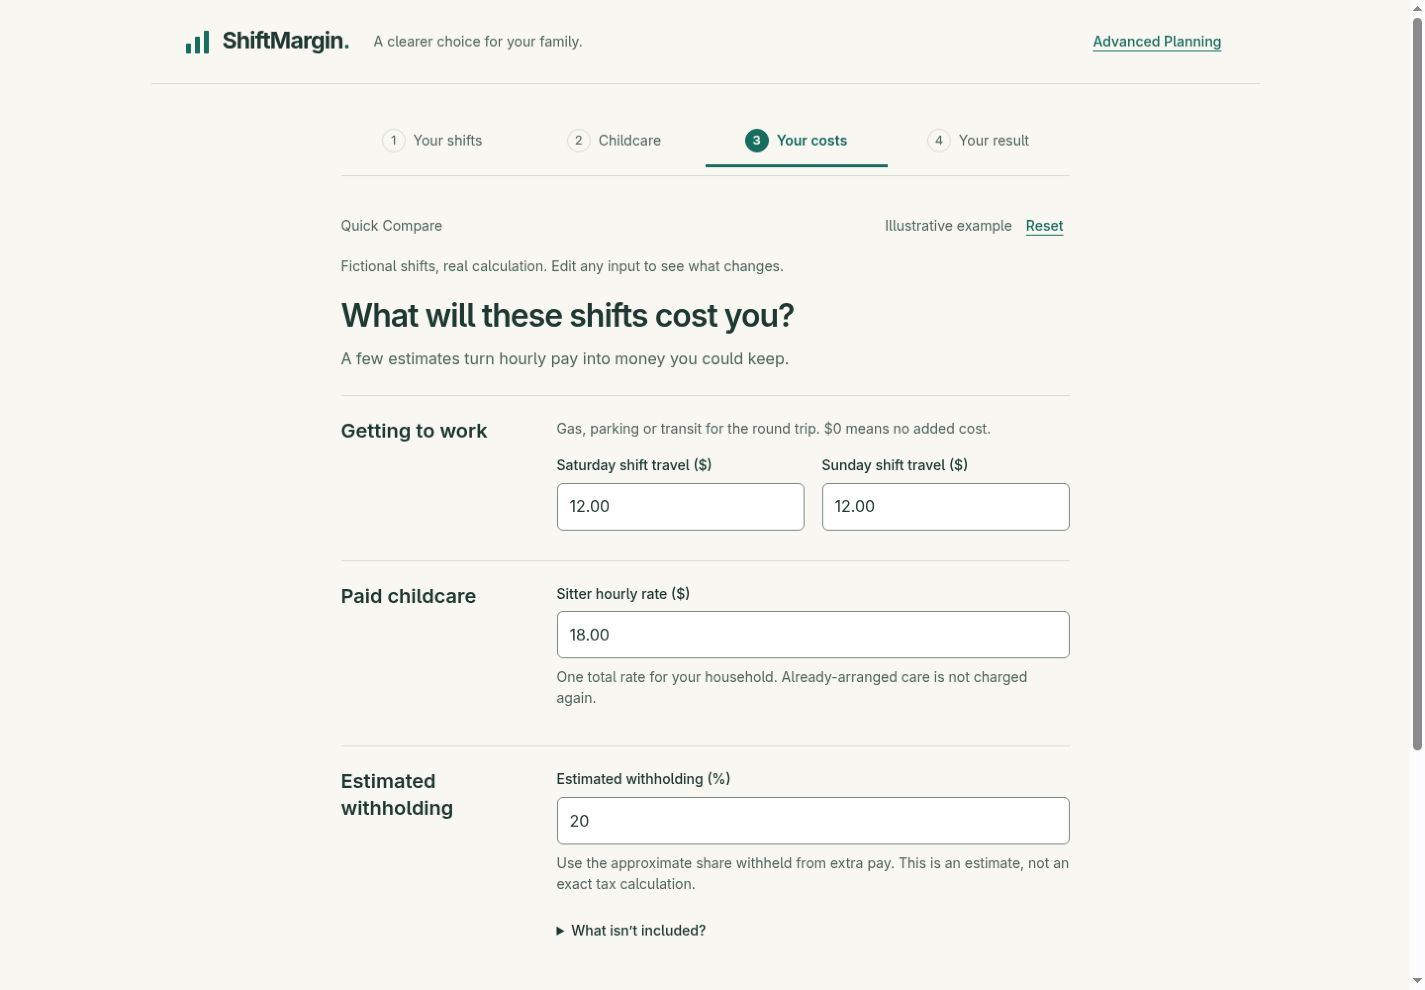 ShiftMargin.
A clearer choice for your family.
Advanced Planning
1 Your shifts
2 Childcare
3 Your costs
4 Your result
Quick Compare
Illustrative example Reset
Fictional shifts, real calculation. Edit any input to see what changes.
What will these shifts cost you?
A few estimates turn hourly pay into money you could keep.
Getting to work
Gas, parking or transit for the round trip. $0 means no added cost.
Saturday shift travel ($)
12.00
Sunday shift travel ($)
12.00
Paid childcare
Sitter hourly rate ($)
18.00
One total rate for your household. Already-arranged care is not charged
again.
Estimated
withholding
Estimated withholding (%)
20
Use the approximate share withheld from extra pay. This is an estimate, not an
exact tax calculation.
What isn’t included?